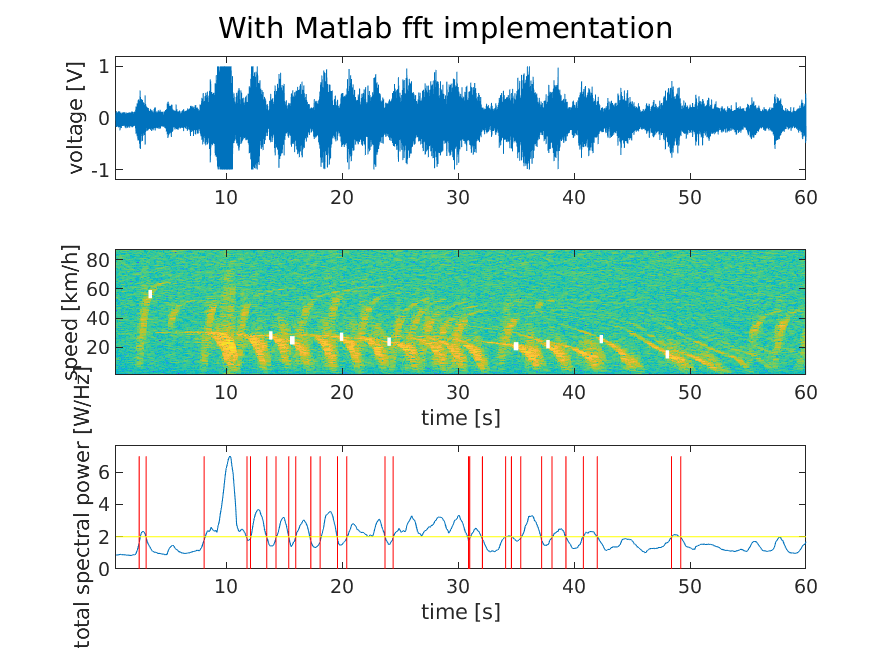 With Matlab fft implementation
voltage [V]
1
0
-1
10 20 30 40 50 60
speed [km/h]
80
60
40
20
10 20 30 40 50 60
time [s]
total spectral power [W/Hz]
6
4
2
0
10 20 30 40 50 60
time [s]